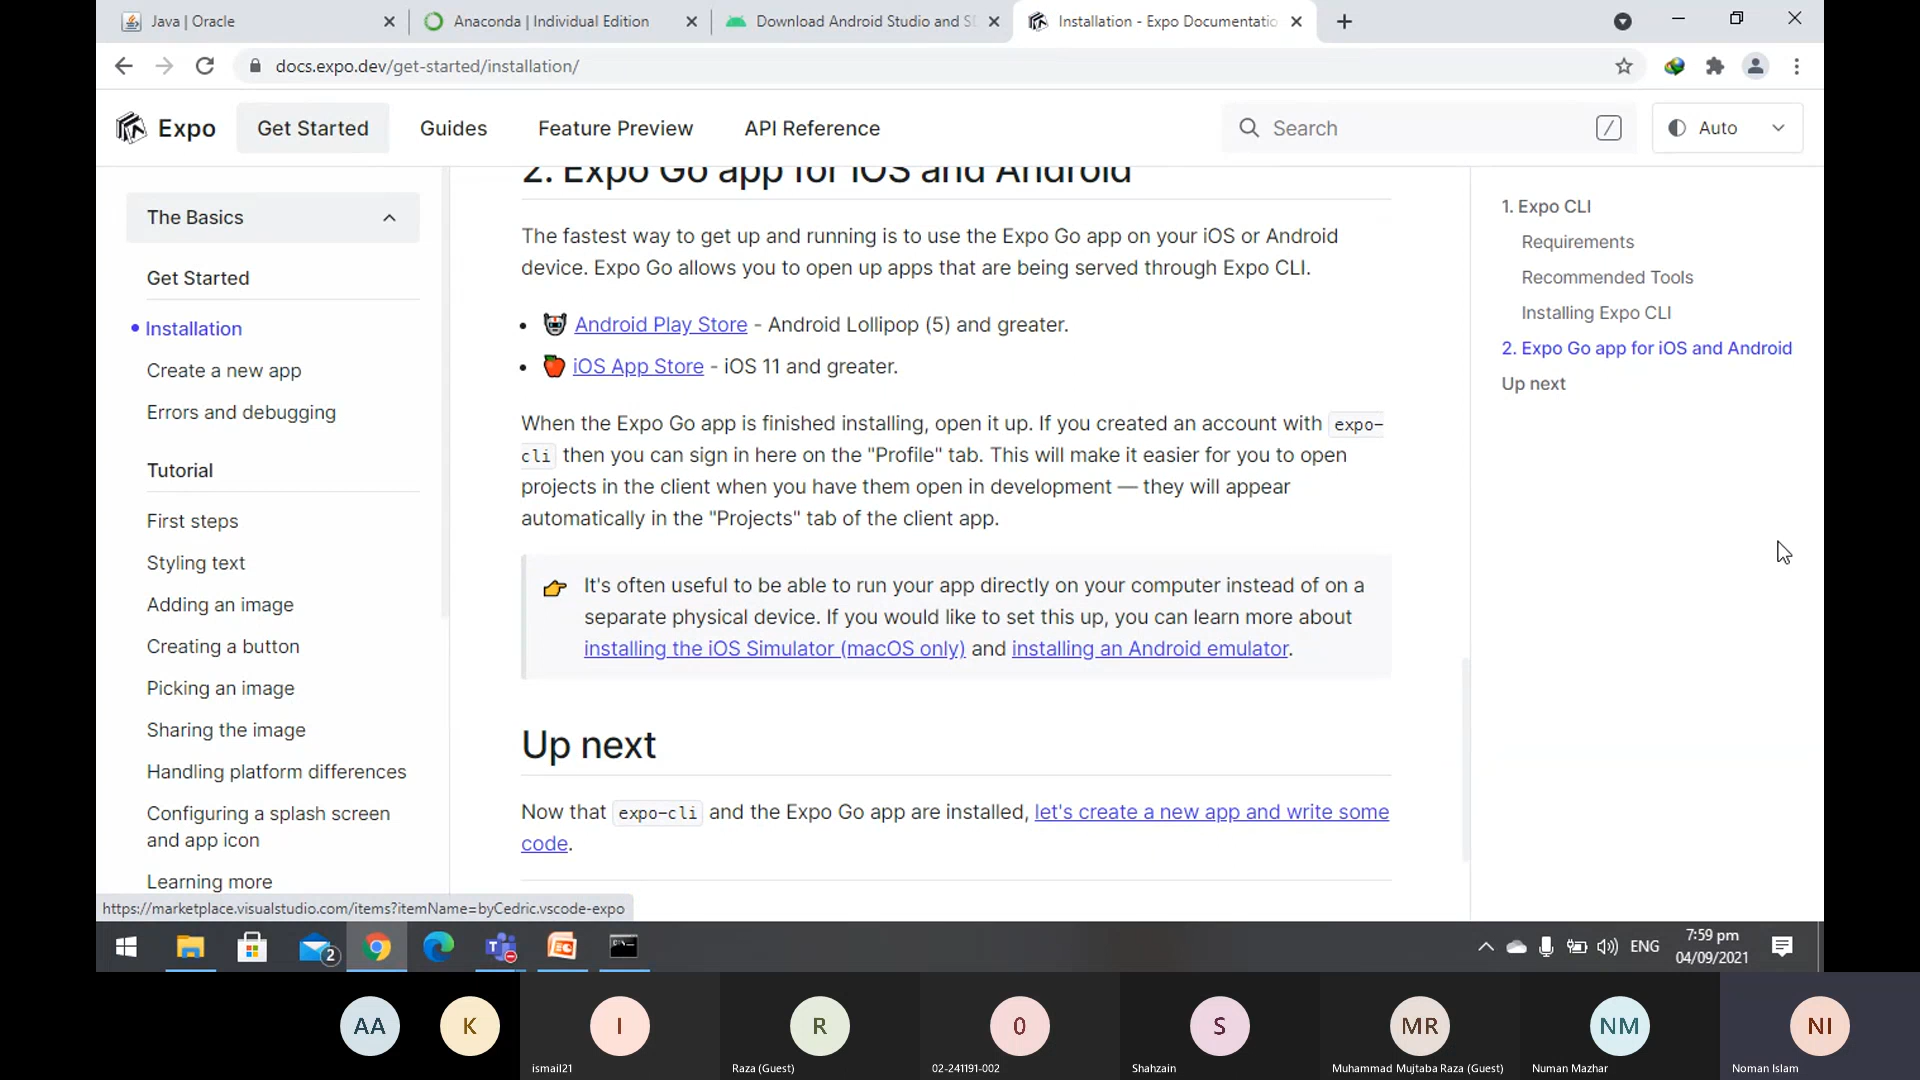 Java | Oracle
Anaconda | Individual Edition
Download Android Studio and S
Installation - Expo Documentatio
docs.expo.dev/get-started/installation/
Expo
Get Started
Guides
Feature Preview
API Reference
Search
/
Auto
The Basics
Get Started
Installation
Create a new app
Errors and debugging
Tutorial
First steps
Styling text
Adding an image
Creating a button
Picking an image
Sharing the image
Handling platform differences
Configuring a splash screen
and app icon
Learning more
2. Expo Go app for iOS and Android
The fastest way to get up and running is to use the Expo Go app on your iOS or Android
device. Expo Go allows you to open up apps that are being served through Expo CLI.
• Android Play Store - Android Lollipop (5) and greater.
• iOS App Store - iOS 11 and greater.
When the Expo Go app is finished installing, open it up. If you created an account with expo-
cli then you can sign in here on the "Profile" tab. This will make it easier for you to open
projects in the client when you have them open in development — they will appear
automatically in the "Projects" tab of the client app.
It's often useful to be able to run your app directly on your computer instead of on a
separate physical device. If you would like to set this up, you can learn more about
installing the iOS Simulator (macOS only) and installing an Android emulator.
Up next
Now that expo-cli and the Expo Go app are installed, let's create a new app and write some
code.
1. Expo CLI
Requirements
Recommended Tools
Installing Expo CLI
2. Expo Go app for iOS and Android
Up next
https://marketplace.visualstudio.com/items?itemName=byCedric.vscode-expo
2
ENG
7:59 pm
04/09/2021
AA
K
I
R
0
S
MR
NM
NI
ismail21
Raza (Guest)
02-241191-002
Shahzain
Muhammad Mujtaba Raza (Guest)
Numan Mazhar
Noman Islam